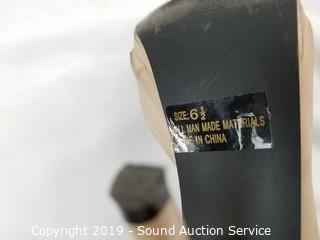 SIZE: 6½
MAN MADE MATERIALS
IN CHINA
Copyright 2019 - Sound Auction Service